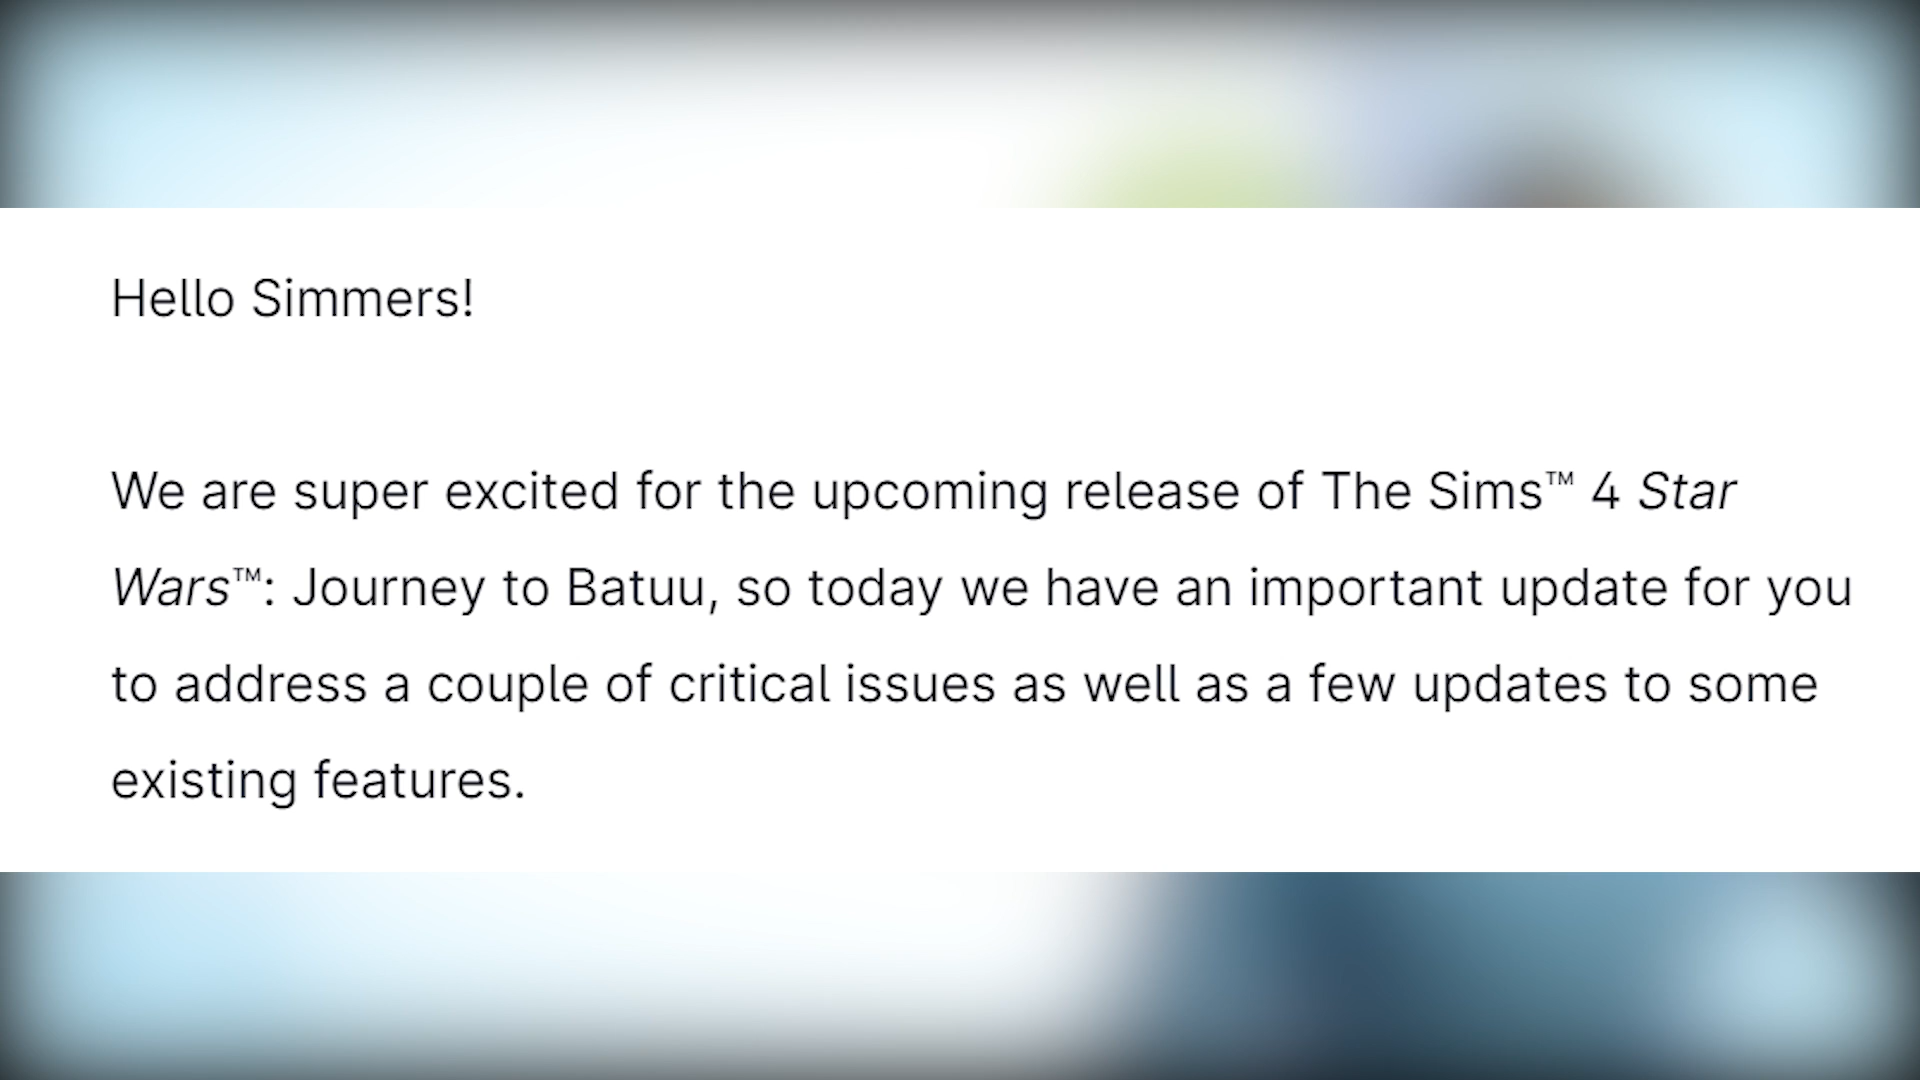 Hello Simmers!
We are super excited for the upcoming release of The Sims™ 4 Star
Wars™: Journey to Batuu, so today we have an important update for you
to address a couple of critical issues as well as a few updates to some
existing features.